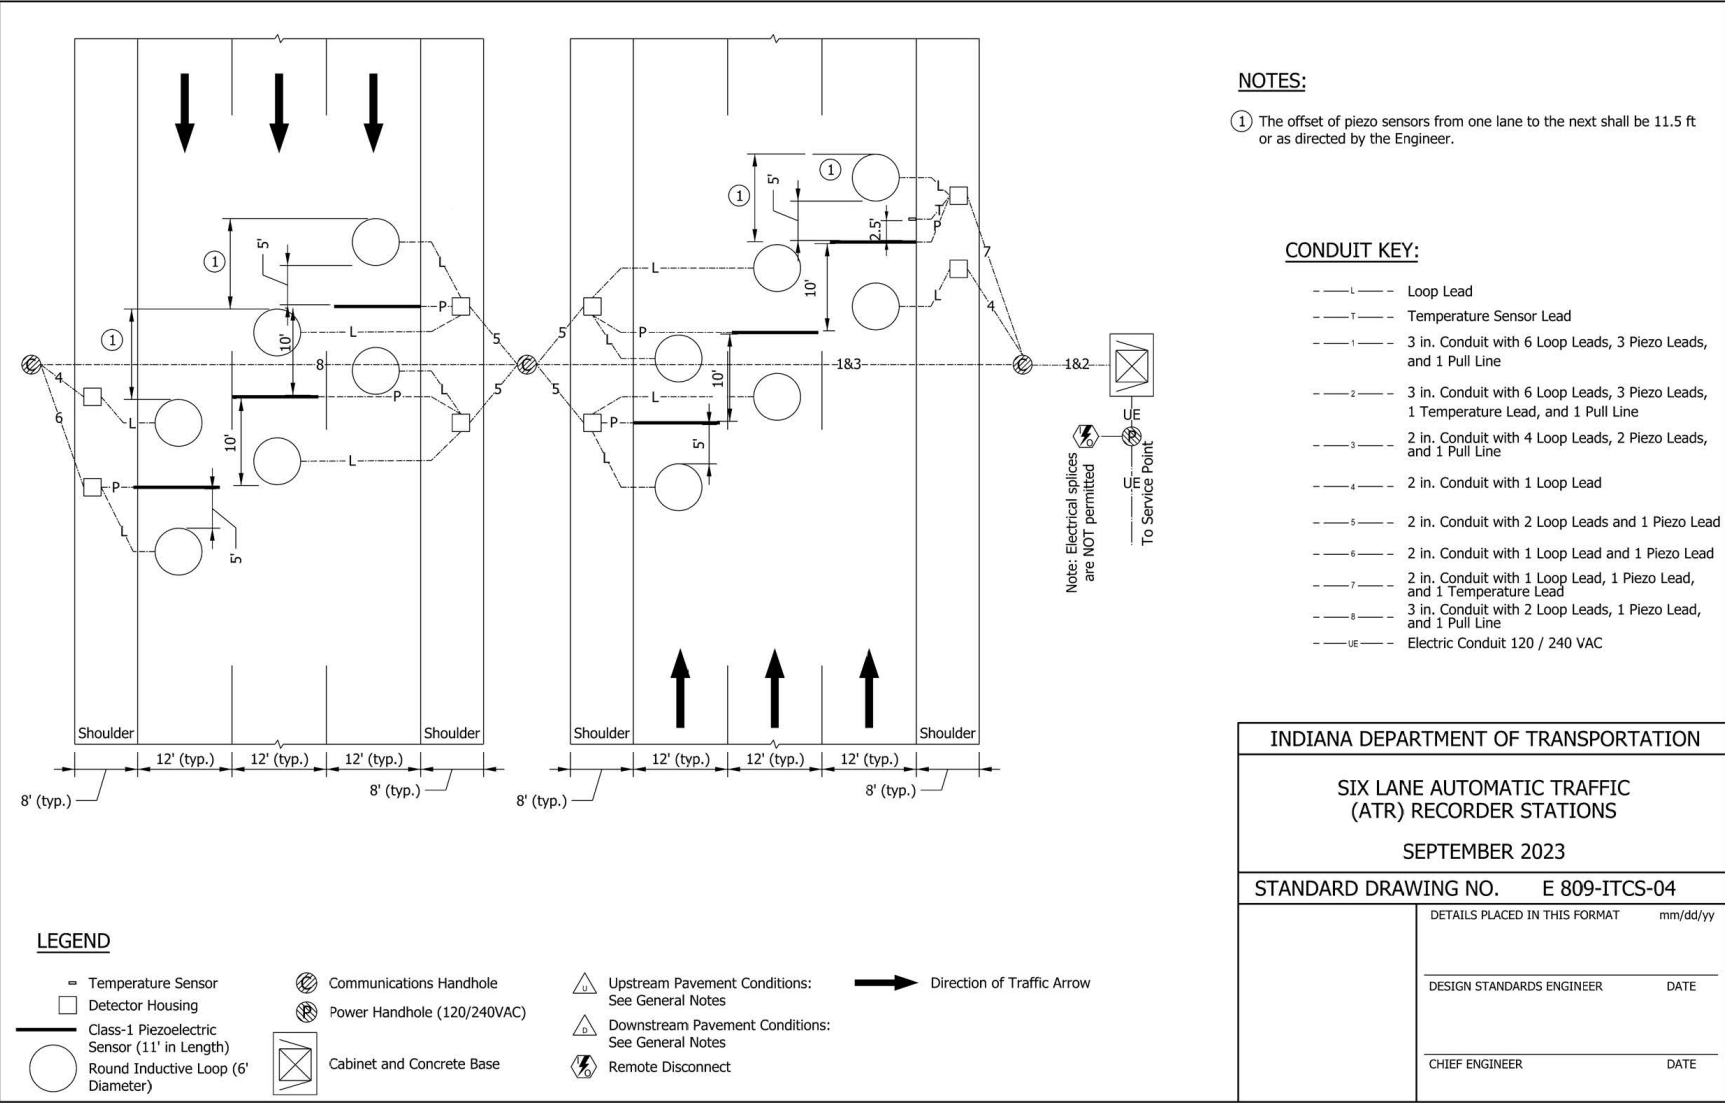 NOTES:
1 The offset of piezo sensors from one lane to the next shall be 11.5 ft
or as directed by the Engineer.
CONDUIT KEY:
L Loop Lead
T Temperature Sensor Lead
1 3 in. Conduit with 6 Loop Leads, 3 Piezo Leads,
and 1 Pull Line
2 3 in. Conduit with 6 Loop Leads, 3 Piezo Leads,
1 Temperature Lead, and 1 Pull Line
3 2 in. Conduit with 4 Loop Leads, 2 Piezo Leads,
and 1 Pull Line
4 2 in. Conduit with 1 Loop Lead
5 2 in. Conduit with 2 Loop Leads and 1 Piezo Lead
6 2 in. Conduit with 1 Loop Lead and 1 Piezo Lead
7 2 in. Conduit with 1 Loop Lead, 1 Piezo Lead,
and 1 Temperature Lead
8 3 in. Conduit with 2 Loop Leads, 1 Piezo Lead,
and 1 Pull Line
UE Electric Conduit 120 / 240 VAC
1
5'
L
P
5
10'
L
1
C
8
4
L
P
5
6
L
10'
L
P
L
5'
1
1
5'
L
T
P
2.5'
7
L
10'
L
4
5
P
L
C
1&3
C
1&2
5
L
10'
P
5'
L
UE
P
UE
Note: Electrical splices
are NOT permitted
To Service Point
Shoulder
Shoulder
Shoulder
Shoulder
12' (typ.) 12' (typ.) 12' (typ.)
12' (typ.) 12' (typ.) 12' (typ.)
8' (typ.)
8' (typ.)
8' (typ.)
8' (typ.)
LEGEND
Temperature Sensor
Detector Housing
Class-1 Piezoelectric
Sensor (11' in Length)
Round Inductive Loop (6'
Diameter)
C Communications Handhole
P Power Handhole (120/240VAC)
Cabinet and Concrete Base
U Upstream Pavement Conditions:
See General Notes
D Downstream Pavement Conditions:
See General Notes
Remote Disconnect
Direction of Traffic Arrow
INDIANA DEPARTMENT OF TRANSPORTATION
SIX LANE AUTOMATIC TRAFFIC
(ATR) RECORDER STATIONS
SEPTEMBER 2023
STANDARD DRAWING NO. E 809-ITCS-04
DETAILS PLACED IN THIS FORMAT mm/dd/yy
DESIGN STANDARDS ENGINEER DATE
CHIEF ENGINEER DATE